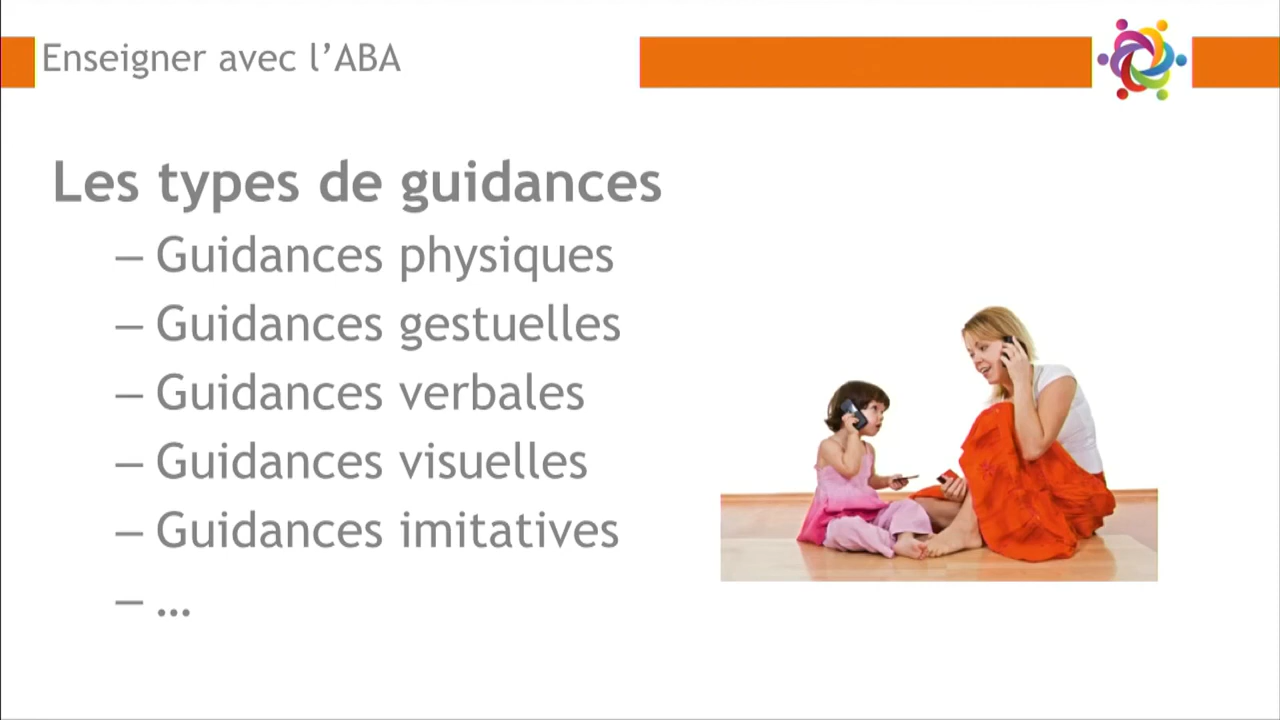 Enseigner avec l’ABA
Les types de guidances
– Guidances physiques
– Guidances gestuelles
– Guidances verbales
– Guidances visuelles
– Guidances imitatives
– …